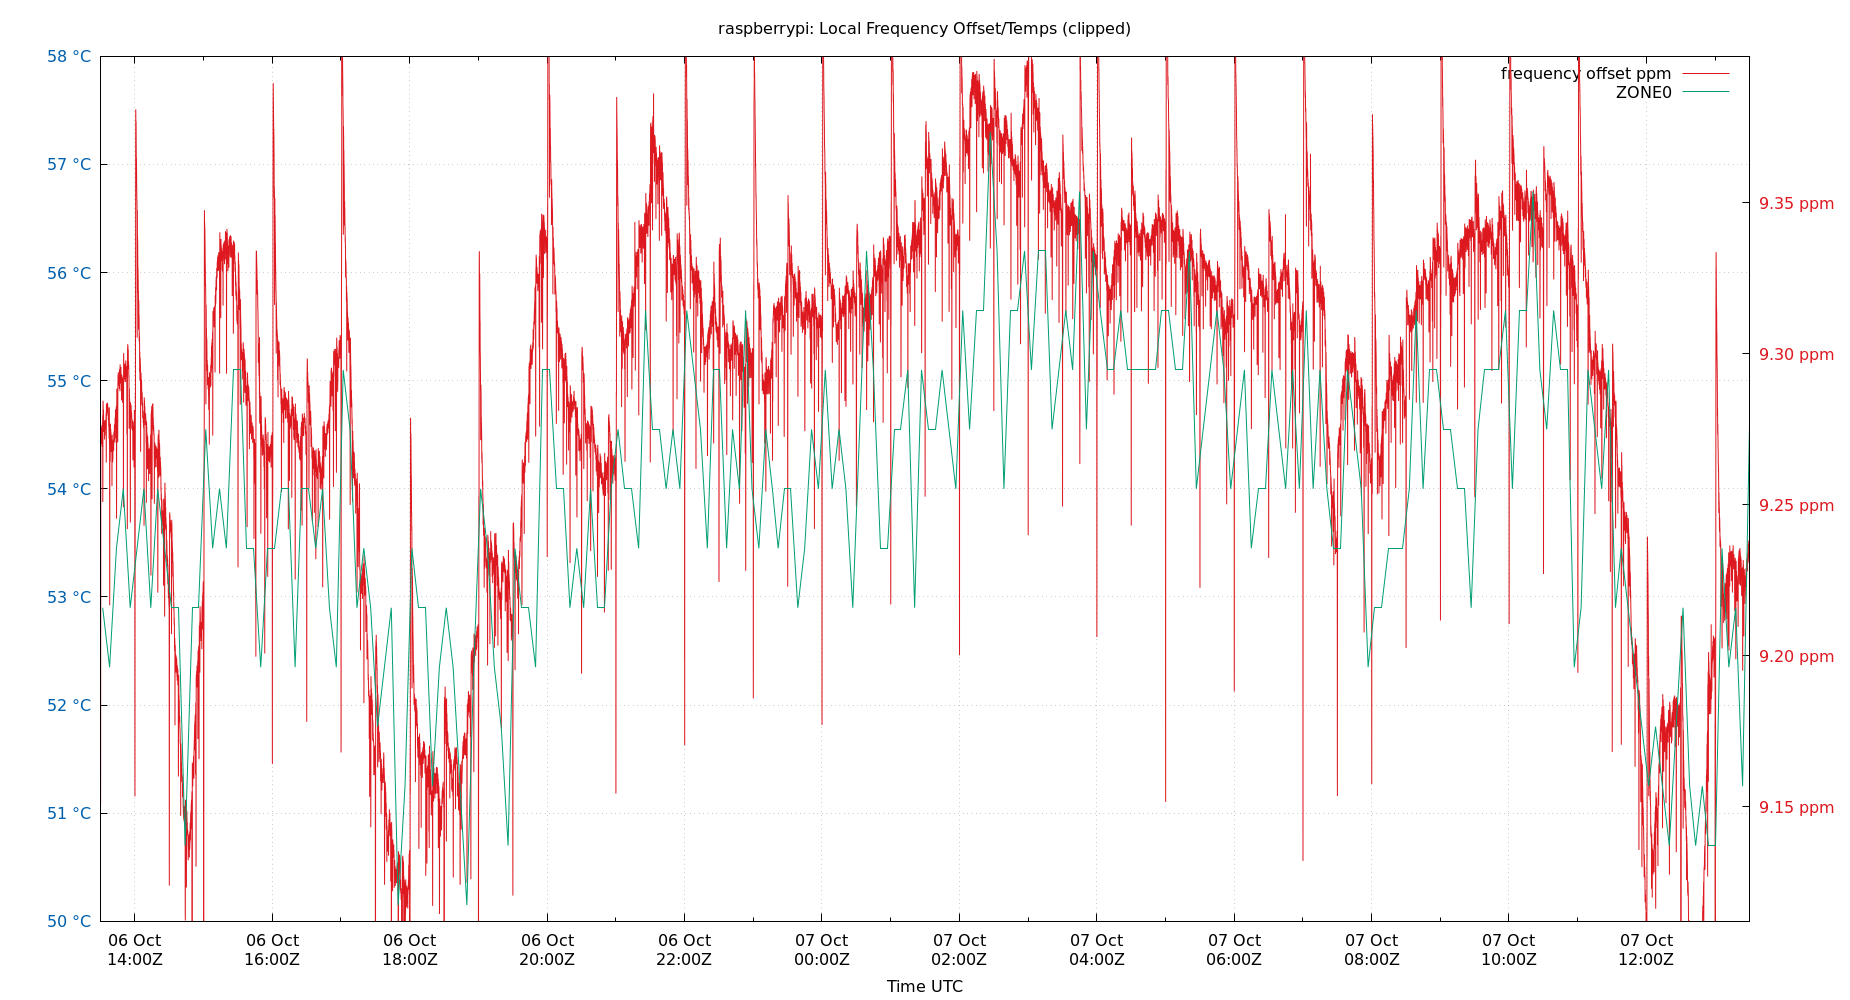 raspberrypi: Local Frequency Offset/Temps (clipped)
frequency offset ppm
ZONE0
58 °C
57 °C
56 °C
55 °C
54 °C
53 °C
52 °C
51 °C
50 °C
9.35 ppm
9.30 ppm
9.25 ppm
9.20 ppm
9.15 ppm
06 Oct 06 Oct 06 Oct 06 Oct 06 Oct 07 Oct 07 Oct 07 Oct 07 Oct 07 Oct 07 Oct 07 Oct
14:00Z 16:00Z 18:00Z 20:00Z 22:00Z 00:00Z 02:00Z 04:00Z 06:00Z 08:00Z 10:00Z 12:00Z
Time UTC